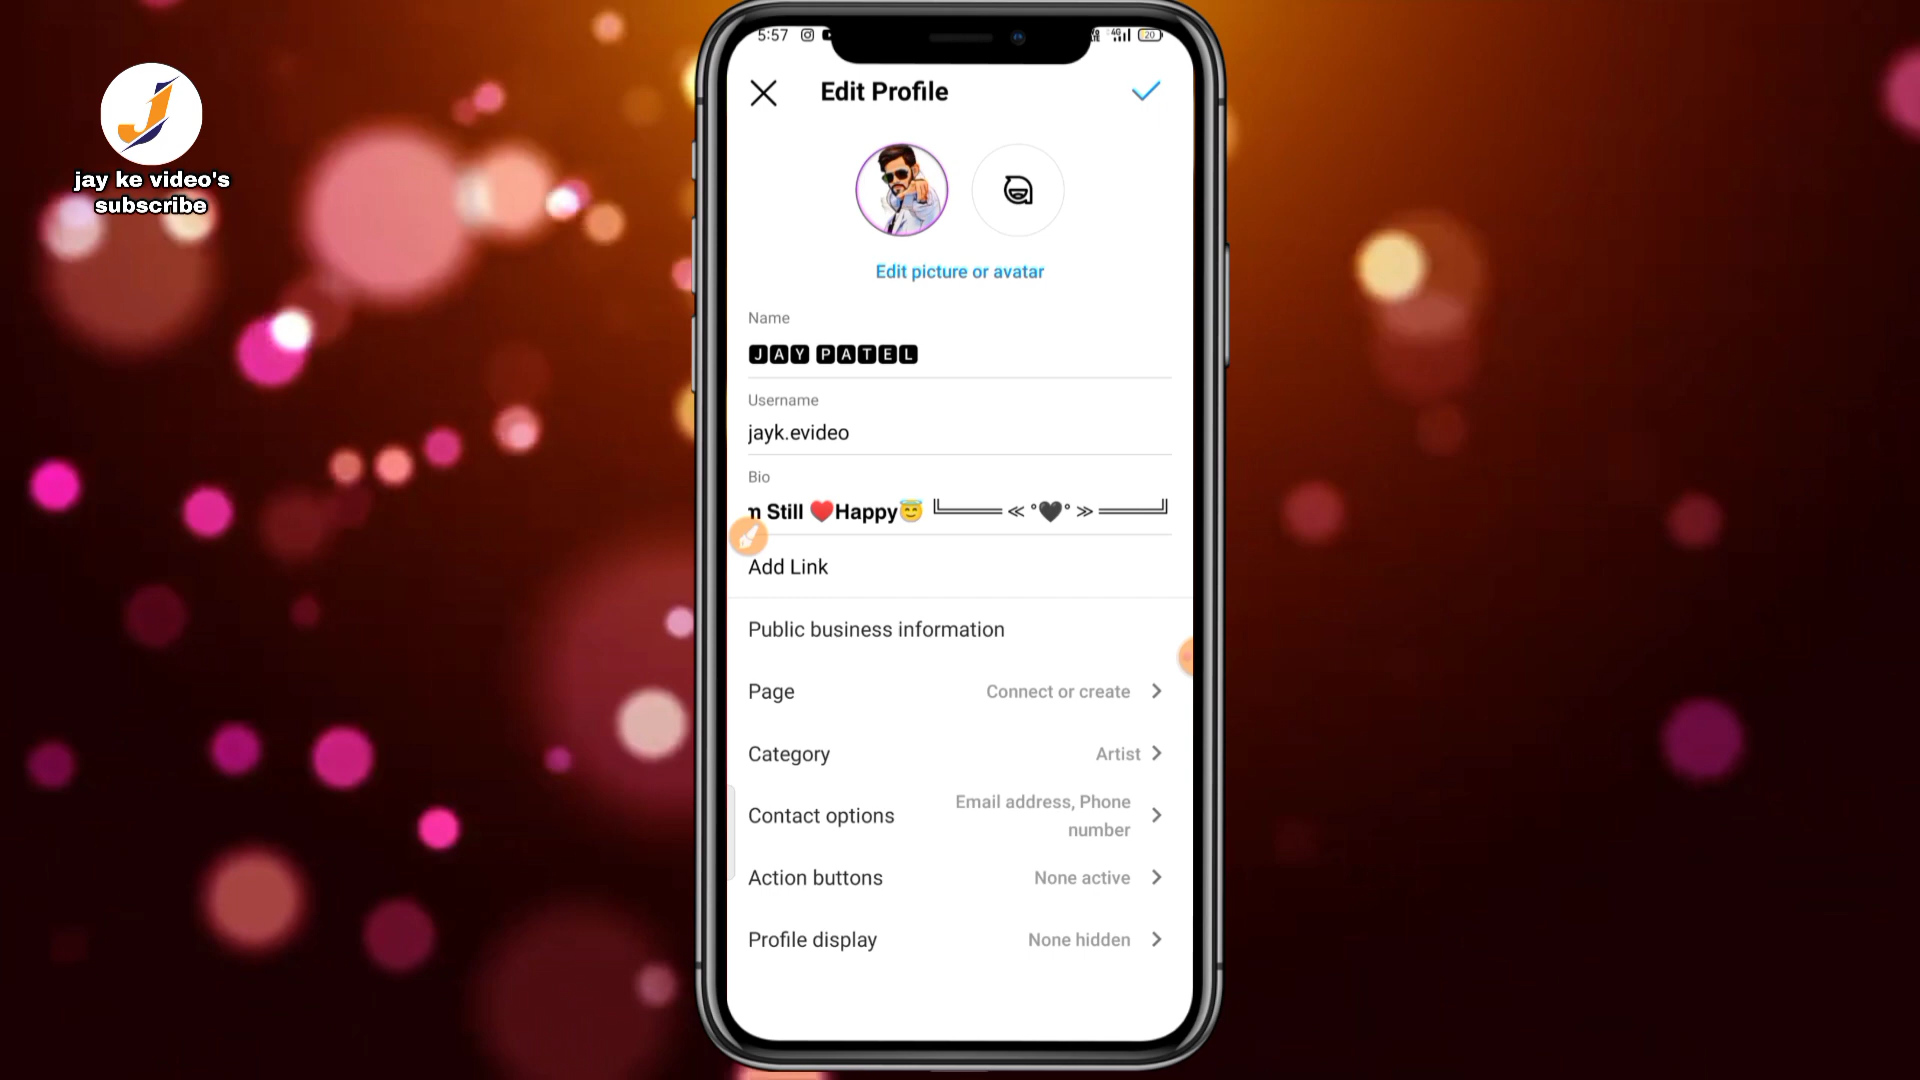 jay ke video's
subscribe
5:57
4G
20
Edit Profile
Edit picture or avatar
Name
🅹🅰🆈 🅿🅰🆃🅴🅻
Username
jayk.evideo
Bio
Still ❤️Happy😇 ╚═════ ≪ °🖤° ≫ ═════╝
Add Link
Public business information
Page Connect or create
Category Artist
Contact options Email address, Phone number
Action buttons None active
Profile display None hidden